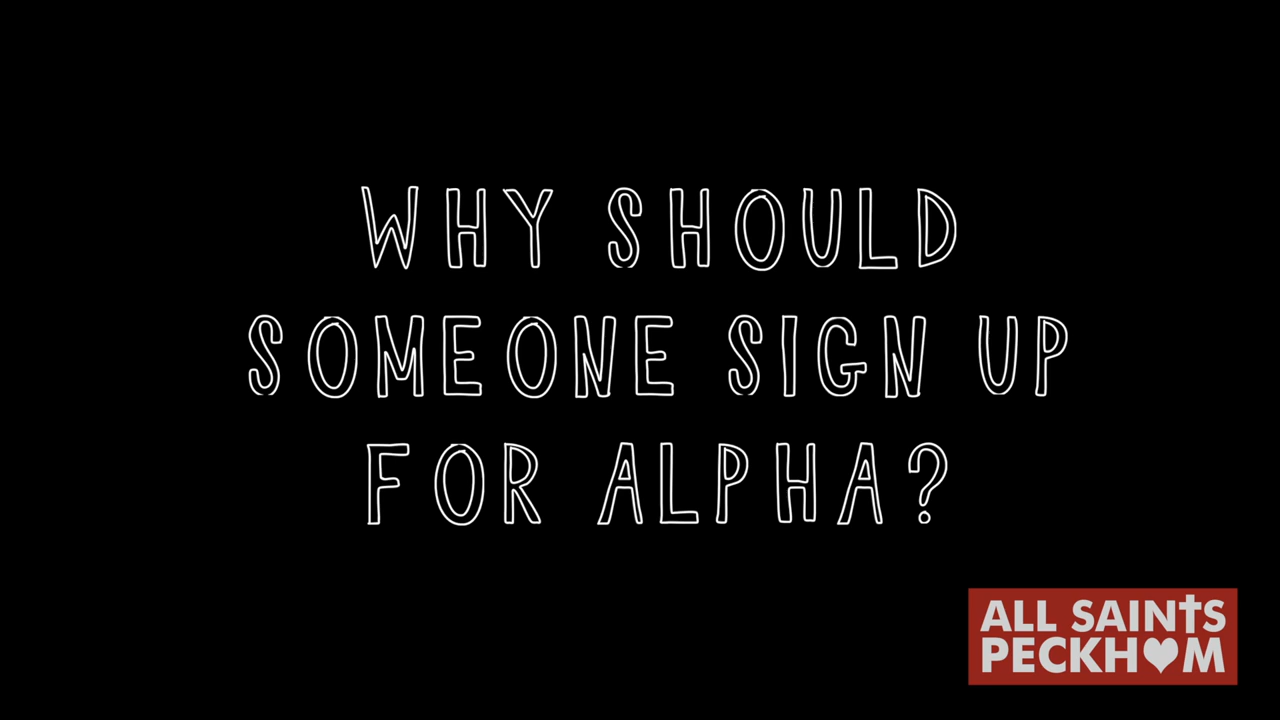 WHY SHOULD
SOMEONE SIGN UP
FOR ALPHA?
ALL SAINTS
PECKHAM